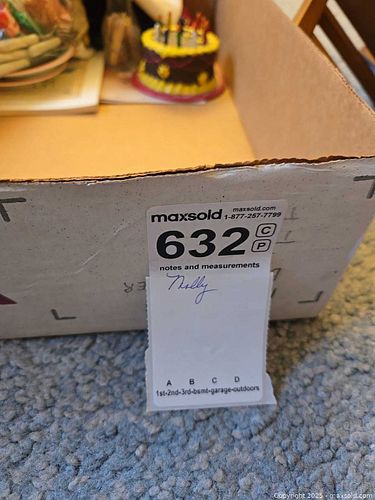 maxsold maxsold.com
1-877-257-7799
632 C
P
notes and measurements
Molly
A B C D
1st-2nd-3rd-bsmt-garage-outdoors
Copyright 2025 - maxsold.com